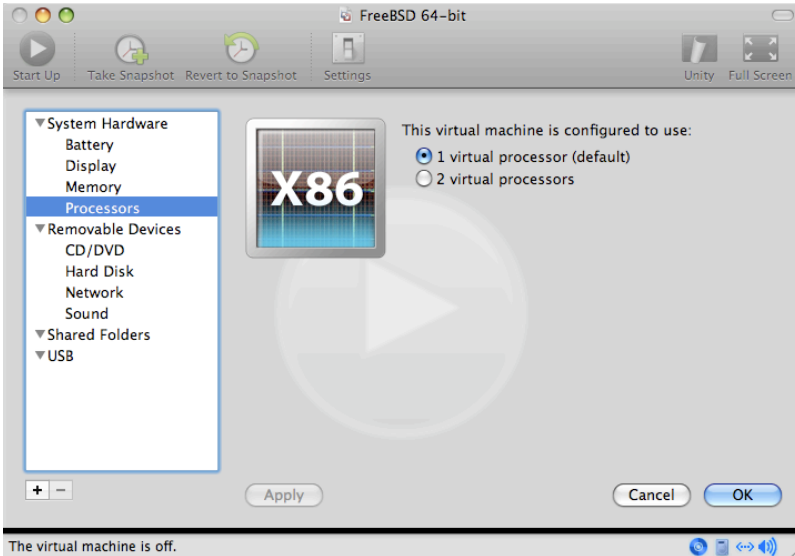 FreeBSD 64-bit
Start Up
Take Snapshot
Revert to Snapshot
Settings
Unity
Full Screen
System Hardware
Battery
Display
Memory
Processors
Removable Devices
CD/DVD
Hard Disk
Network
Sound
Shared Folders
USB
X86
This virtual machine is configured to use:
1 virtual processor (default)
2 virtual processors
+
−
Apply
Cancel
OK
The virtual machine is off.